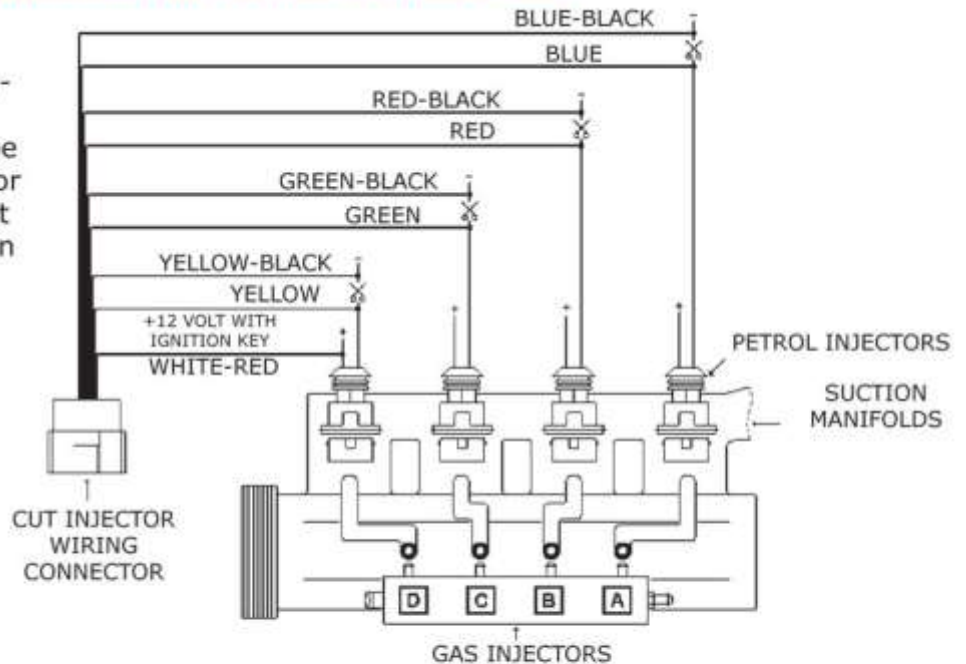 BLUE-BLACK
BLUE
RED-BLACK
RED
GREEN-BLACK
GREEN
YELLOW-BLACK
YELLOW
+12 VOLT WITH
IGNITION KEY
WHITE-RED
PETROL INJECTORS
SUCTION
MANIFOLDS
CUT INJECTOR
WIRING
CONNECTOR
D C B A
GAS INJECTORS